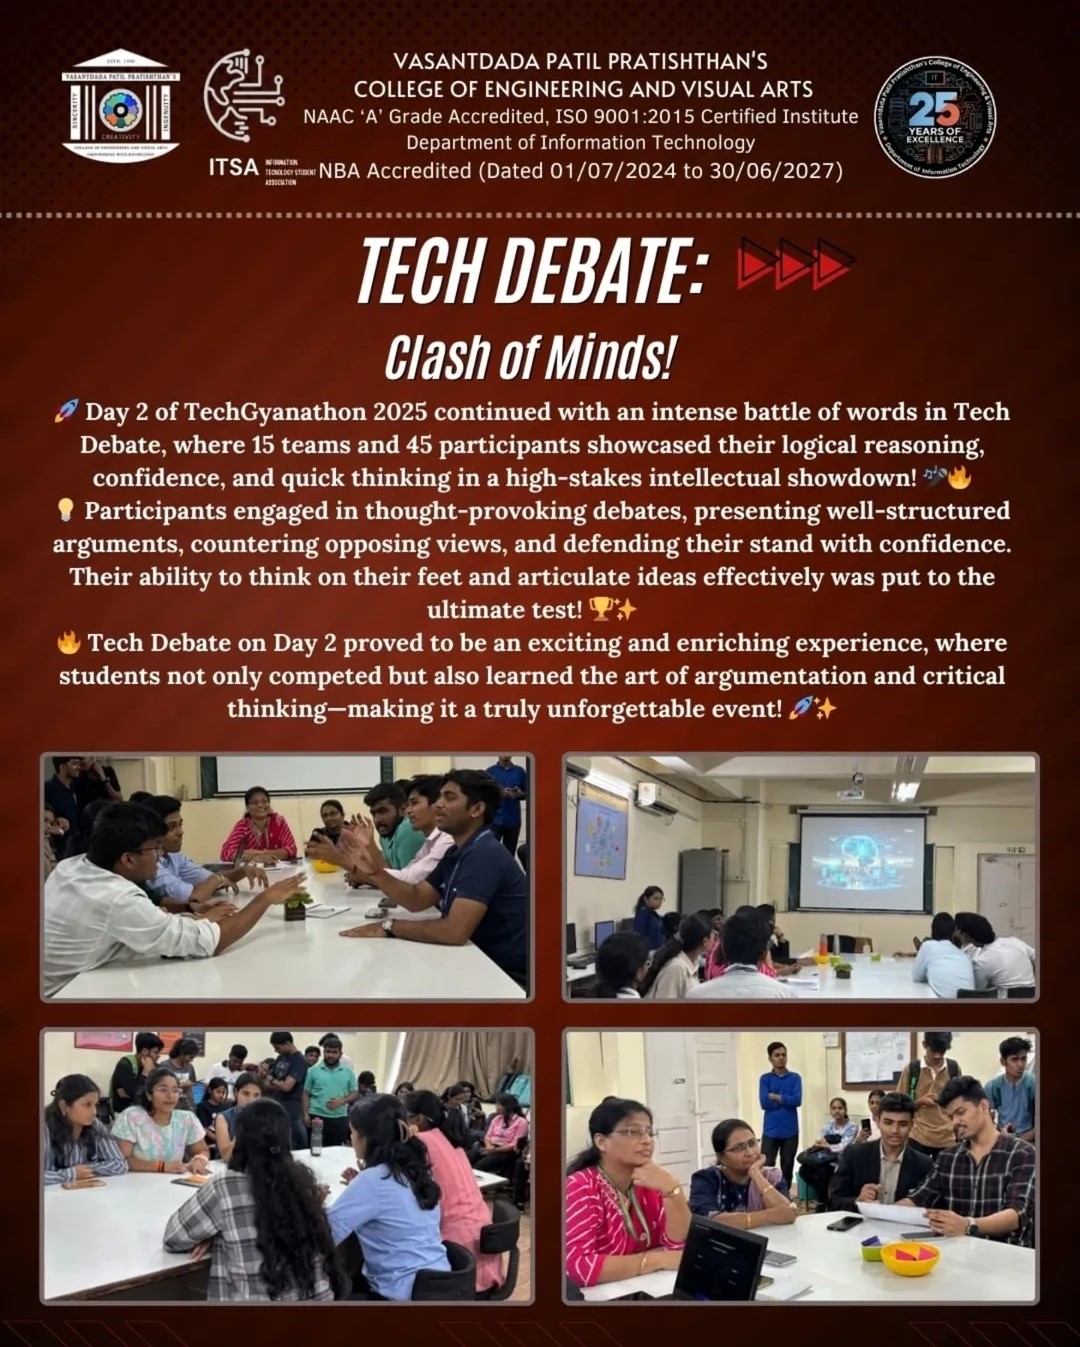 ESTD. 1990
VASANTDADA PATIL PRATISHTHAN'S
SINCERITY
INGENUITY
CREATIVITY
COLLEGE OF ENGINEERING AND VISUAL ARTS
ITSA
INFORMATION
TECNOLOGY STUDENT
ASSOCIATION
VASANTDADA PATIL PRATISHTHAN'S
COLLEGE OF ENGINEERING AND VISUAL ARTS
NAAC ‘A’ Grade Accredited, ISO 9001:2015 Certified Institute
Department of Information Technology
NBA Accredited (Dated 01/07/2024 to 30/06/2027)
Vasantdada Patil Pratishthan's College of Engineering & Visual Arts
IT
25
YEARS OF
EXCELLENCE
Department of Information Technology
TECH DEBATE:
Clash of Minds!
🚀 Day 2 of TechGyanathon 2025 continued with an intense battle of words in Tech
Debate, where 15 teams and 45 participants showcased their logical reasoning,
confidence, and quick thinking in a high-stakes intellectual showdown! 🎤🔥
💡 Participants engaged in thought-provoking debates, presenting well-structured
arguments, countering opposing views, and defending their stand with confidence.
Their ability to think on their feet and articulate ideas effectively was put to the
ultimate test! 🏆✨
🔥 Tech Debate on Day 2 proved to be an exciting and enriching experience, where
students not only competed but also learned the art of argumentation and critical
thinking—making it a truly unforgettable event! 🚀✨